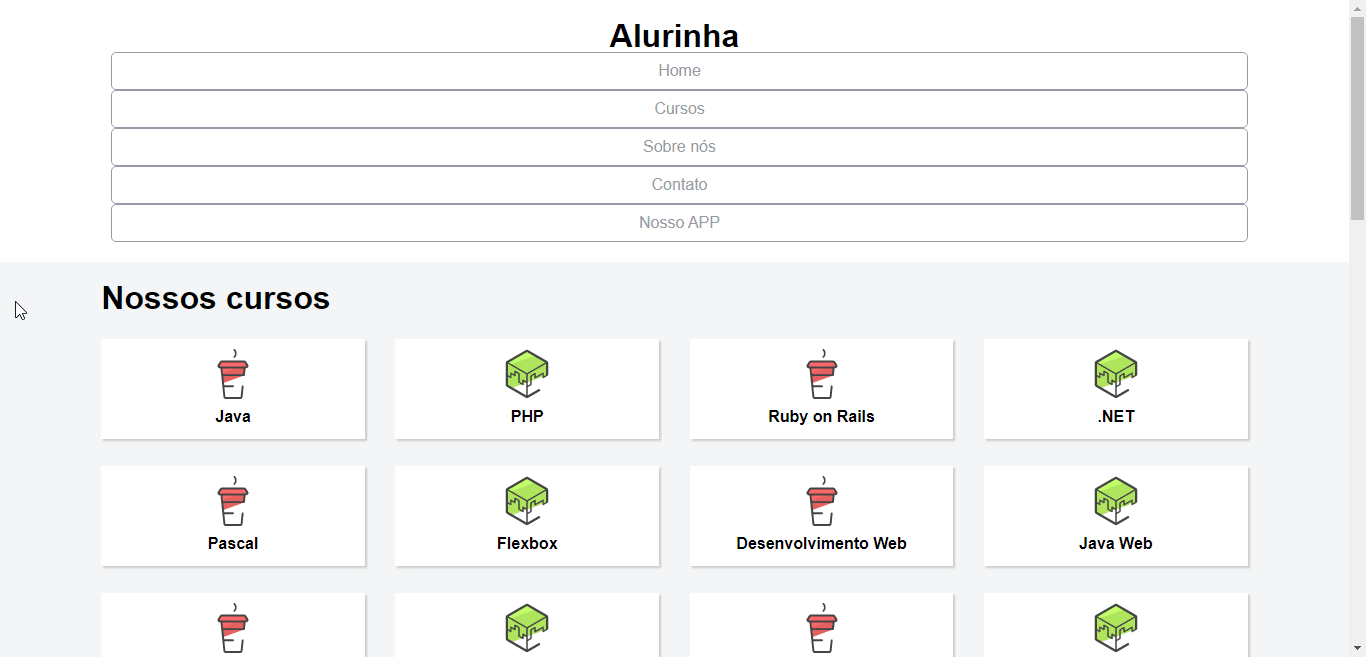 Alurinha
Home
Cursos
Sobre nós
Contato
Nosso APP
Nossos cursos
Java
PHP
Ruby on Rails
.NET
Pascal
Flexbox
Desenvolvimento Web
Java Web